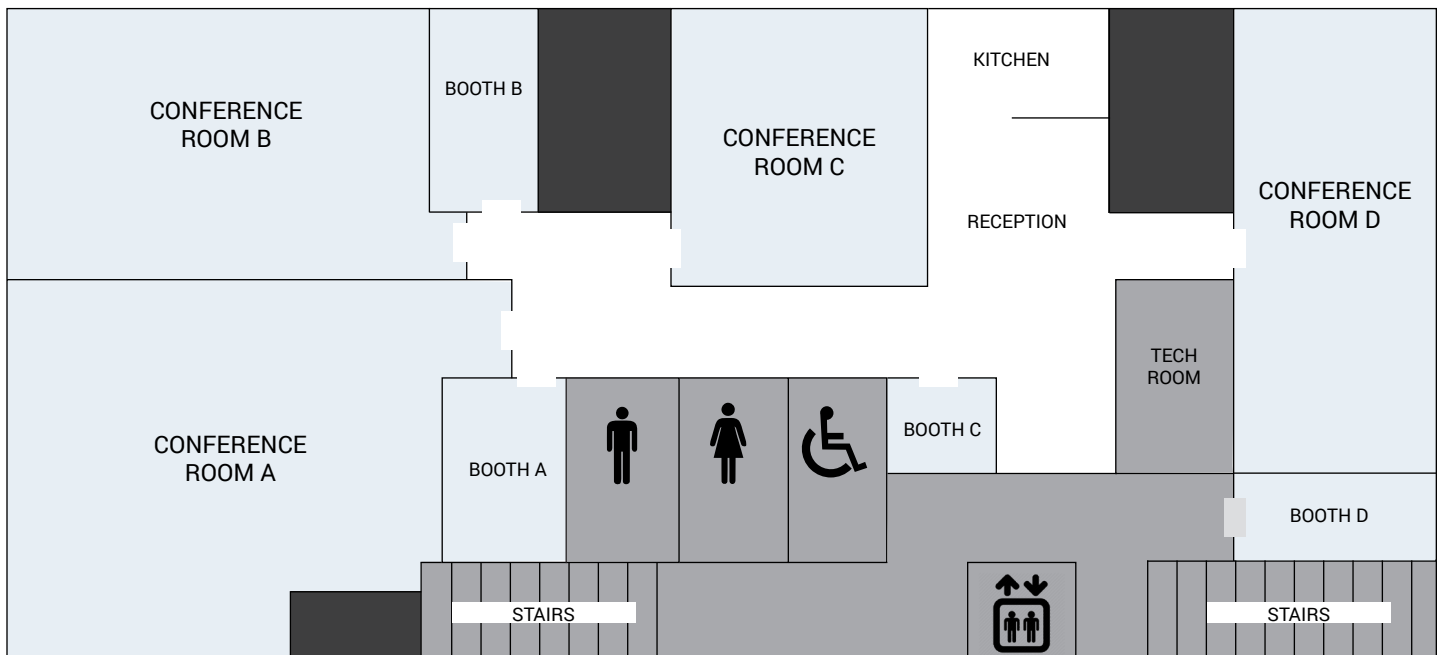 CONFERENCE
ROOM B
BOOTH B
CONFERENCE
ROOM C
KITCHEN
RECEPTION
CONFERENCE
ROOM D
CONFERENCE
ROOM A
BOOTH A
BOOTH C
TECH
ROOM
BOOTH D
STAIRS
STAIRS